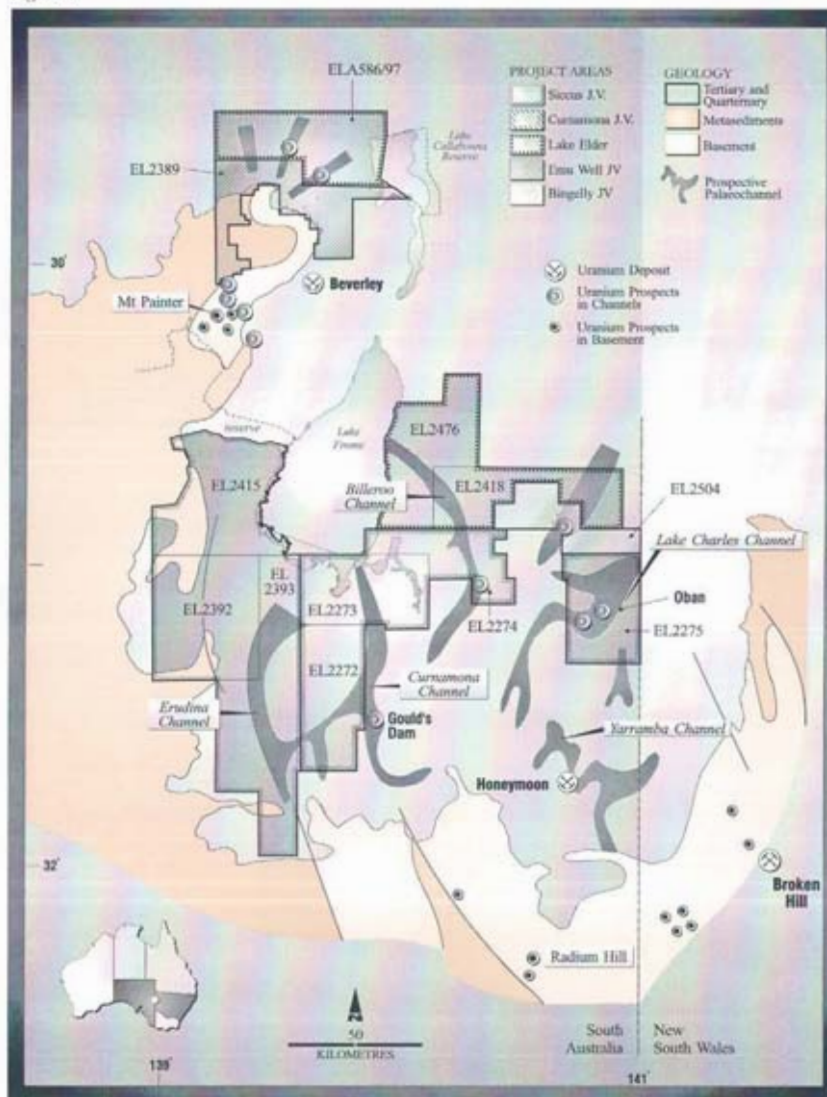 ELA586/97
EL2389
Lake
Callabonna
Reserve
PROJECT AREAS
Siccus J.V.
Curnamona J.V.
Lake Elder
Emu Well JV
Bingelly JV
GEOLOGY
Tertiary and
Quarternary
Metasediments
Basement
Prospective
Palaeochannel
Uranium Deposit
Uranium Prospects
in Channels
Uranium Prospects
in Basement
30°
Beverley
Mt Painter
reserve
Lake
Frome
EL2476
EL2415
Billeroo
Channel
EL2418
EL2504
Lake Charles Channel
EL
2393
EL2273
EL2392
EL2274
Oban
EL2275
EL2272
Curnamona
Channel
Erudina
Channel
Gould's
Dam
Yarramba Channel
Honeymoon
32°
Broken
Hill
Radium Hill
N
50
KILOMETRES
South
Australia
New
South Wales
139°
141°